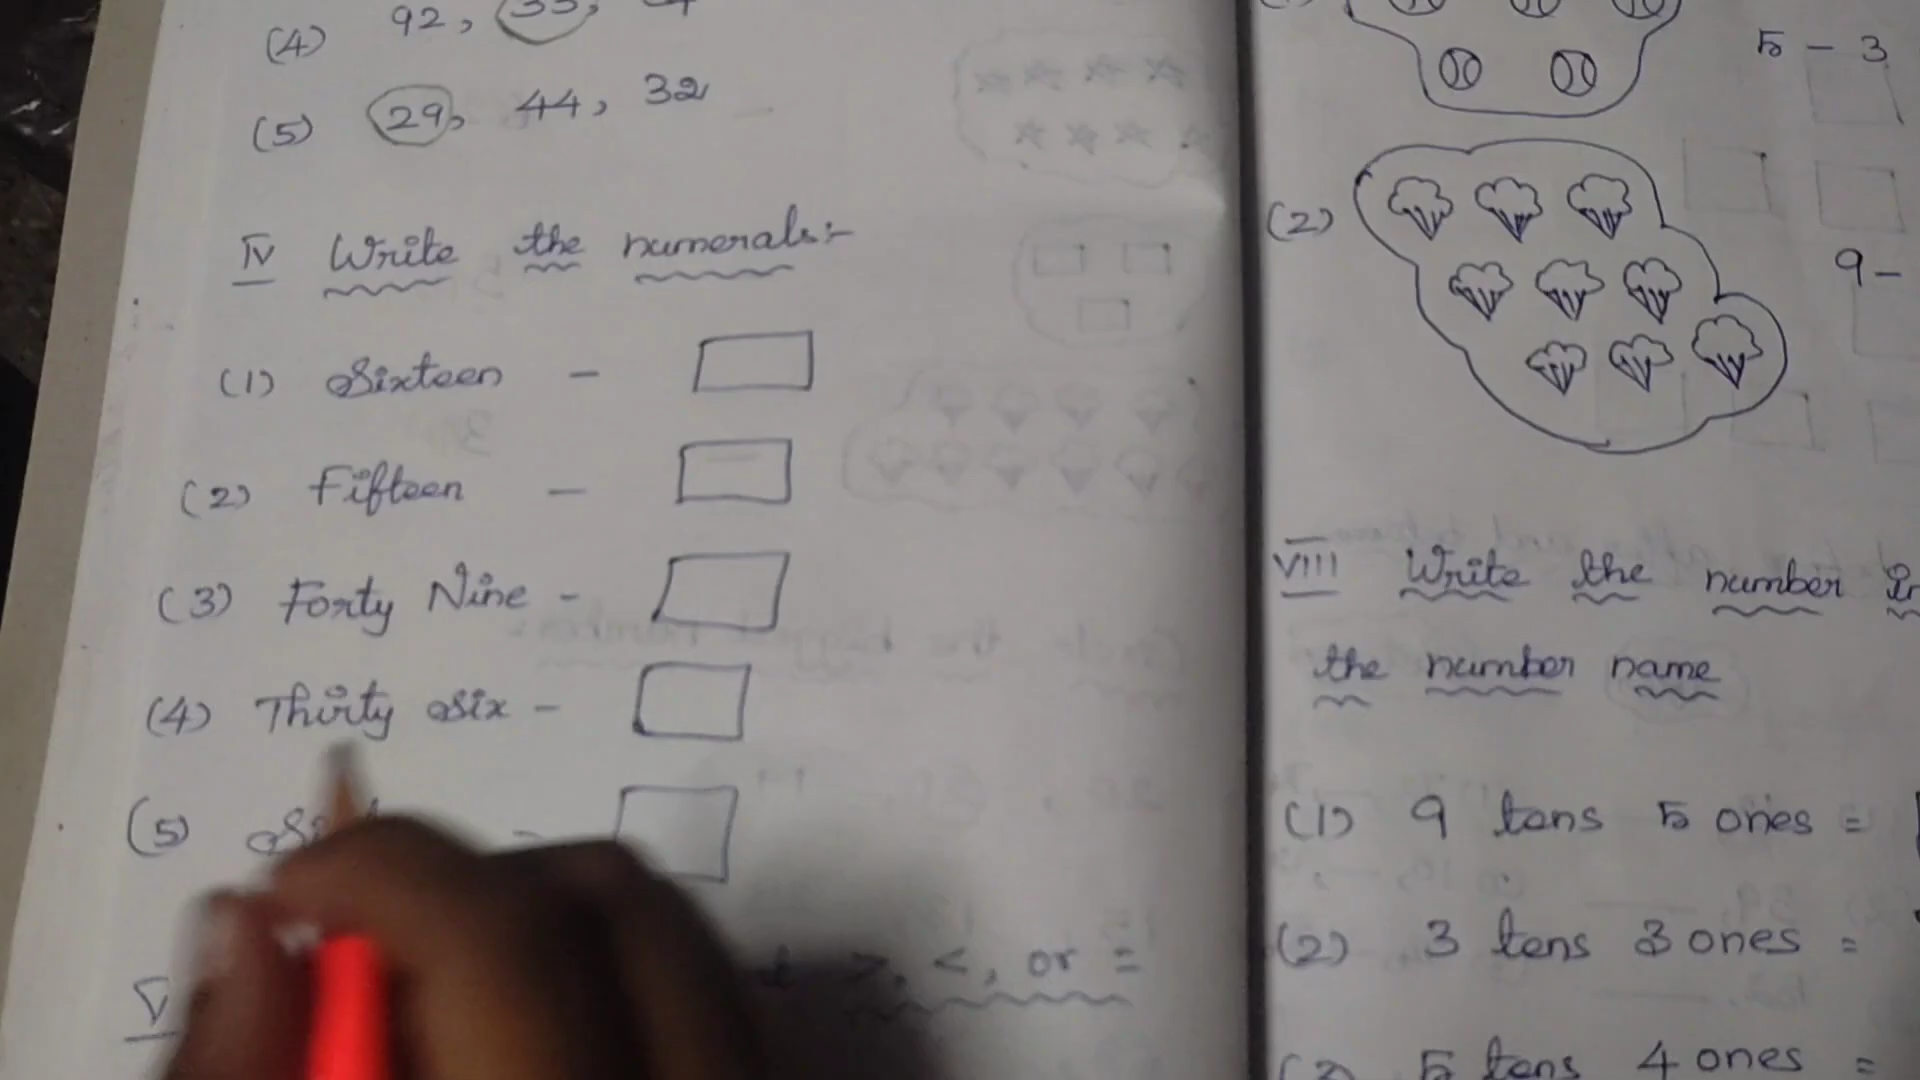 (4) 92, 33,
(5) 29, 44, 32
IV Write the numerals:-
(1) Sixteen -
(2) Fifteen -
(3) Forty Nine -
(4) Thirty Six -
(5)
V >, <, or =
5 - 3
(2) 9 -
VIII Write the number
the number name
(1) 9 tens 5 ones =
(2) 3 tens 3 ones =
5 tens 4 ones =